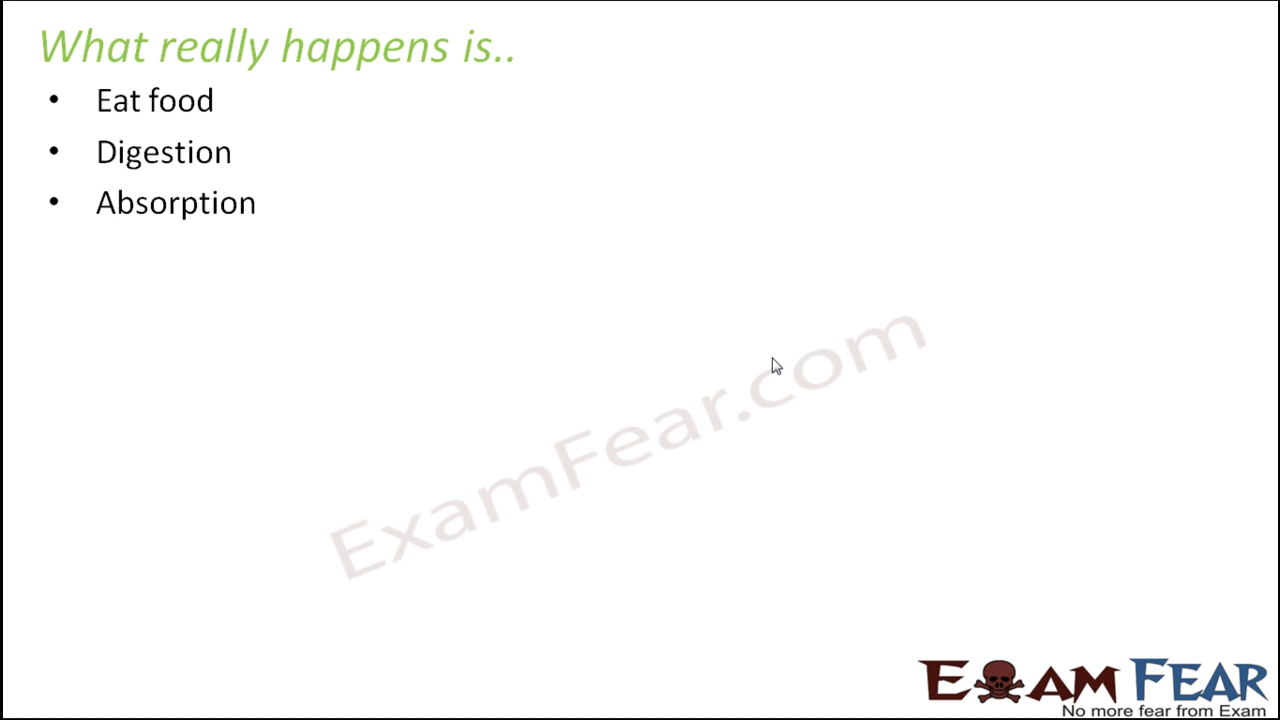 What really happens is..
• Eat food
• Digestion
• Absorption
ExamFear.com
EXAM FEAR
No more fear from Exam